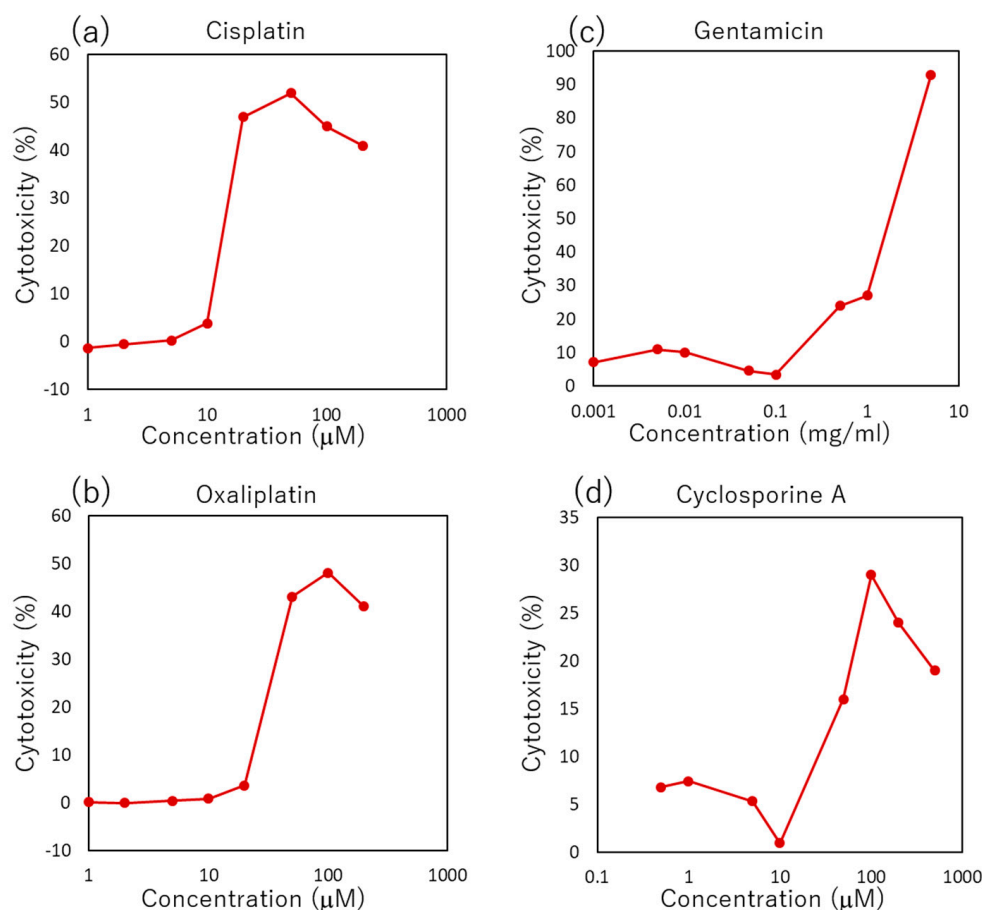 (a)
Cisplatin
60
50
40
30
20
10
0
-10
Cytotoxicity (%)
1 10 100 1000
Concentration (μM)
(c)
Gentamicin
100
90
80
70
60
50
40
30
20
10
0
Cytotoxicity (%)
0.001 0.01 0.1 1 10
Concentration (mg/ml)
(b)
Oxaliplatin
60
50
40
30
20
10
0
-10
Cytotoxicity (%)
1 10 100 1000
Concentration (μM)
(d)
Cyclosporine A
35
30
25
20
15
10
5
0
Cytotoxicity (%)
0.1 1 10 100 1000
Concentration (μM)